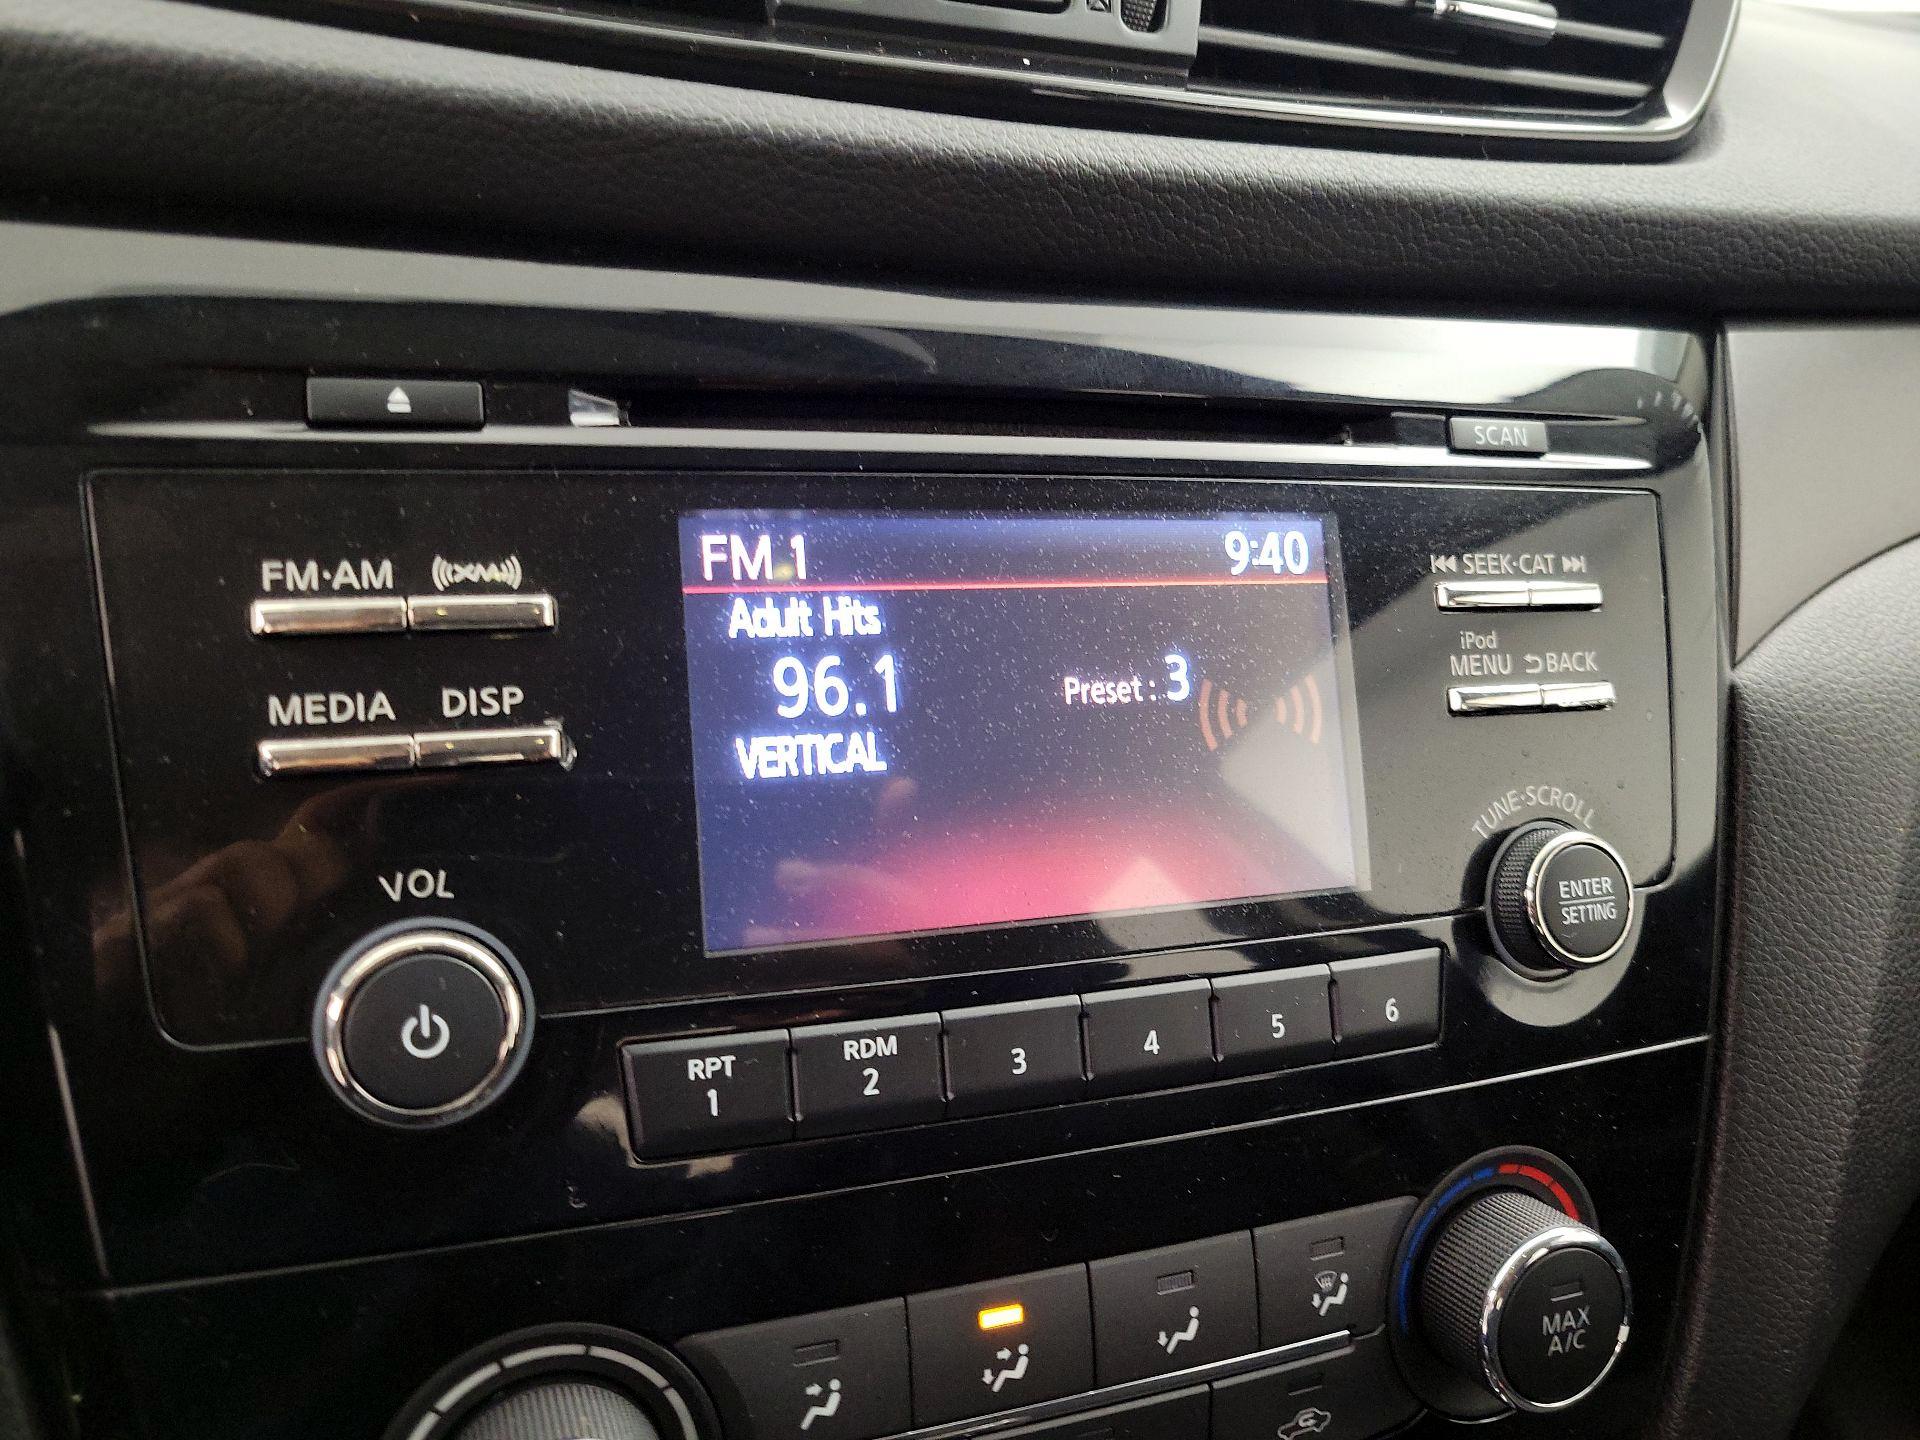 SCAN
FM·AM
((XM))
FM 1
9:40
SEEK·CAT
Adult Hits
iPod
MENU
BACK
96.1
Preset : 3
MEDIA
DISP
VERTICAL
TUNE·SCROLL
VOL
ENTER
SETTING
RPT
1
RDM
2
3
4
5
6
MAX
A/C